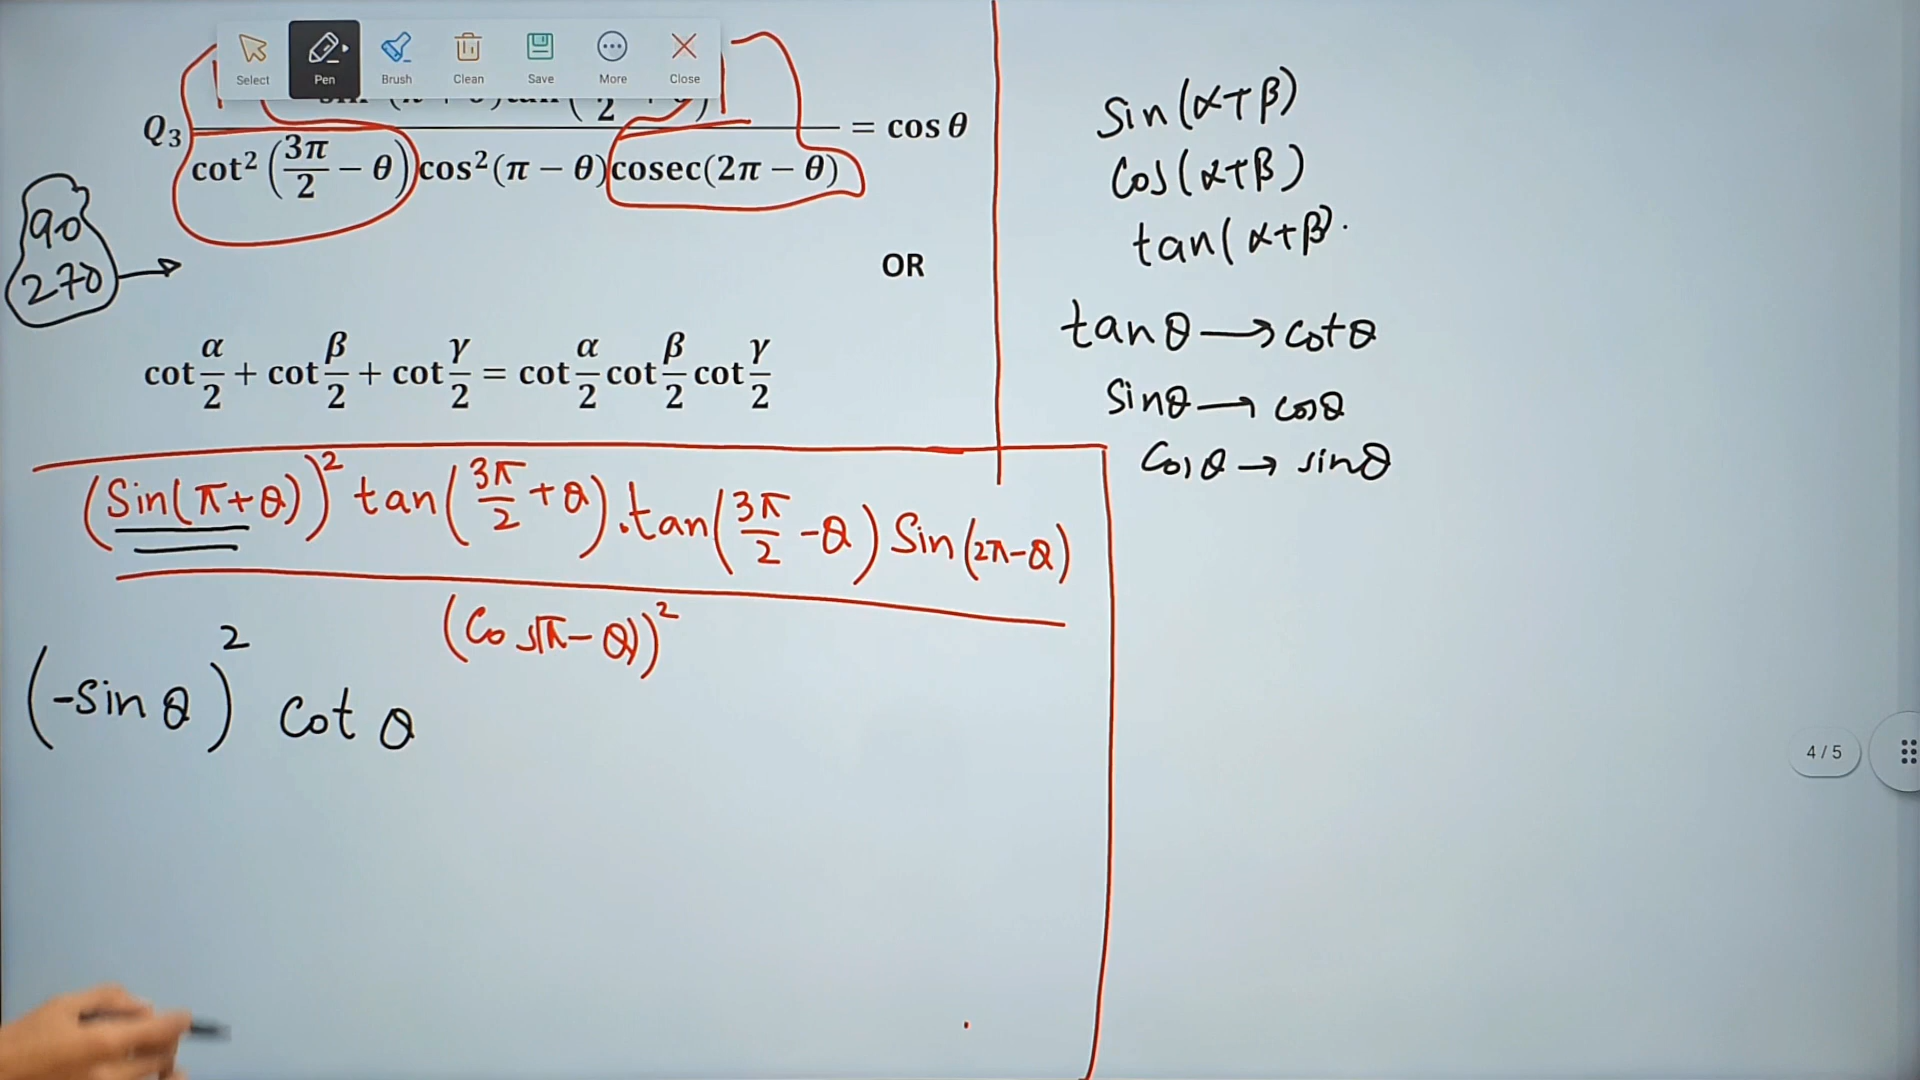 Select Pen Brush Clean Save More Close
Q3 2 = cos θ
cot² (3π/2 − θ) cos²(π − θ) cosec(2π − θ)
90
270
OR
cot α/2 + cot β/2 + cot γ/2 = cot α/2 cot β/2 cot γ/2
(Sin(π+θ))² tan(3π/2 +θ).tan(3π/2 -θ) Sin(2π-θ)
(Cos(π-θ))²
(-Sin θ)² Cot θ
Sin(α+β)
Cos(α+β)
tan(α+β).
tanθ → Cotθ
Sinθ → cosθ
Cosθ → sinθ
4 / 5